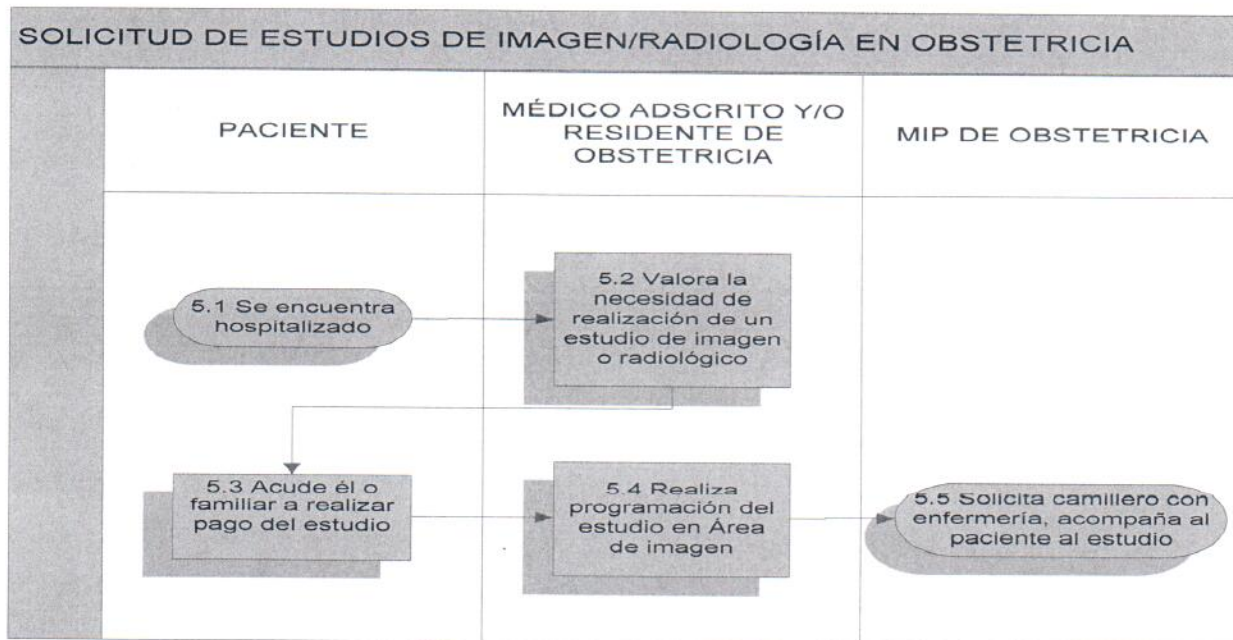 SOLICITUD DE ESTUDIOS DE IMAGEN/RADIOLOGÍA EN OBSTETRICIA
PACIENTE
MÉDICO ADSCRITO Y/O
RESIDENTE DE
OBSTETRICIA
MIP DE OBSTETRICIA
5.1 Se encuentra
hospitalizado
5.2 Valora la
necesidad de
realización de un
estudio de imagen
o radiológico
5.3 Acude él o
familiar a realizar
pago del estudio
5.4 Realiza
programación del
estudio en Área
de imagen
5.5 Solicita camillero con
enfermería, acompaña al
paciente al estudio